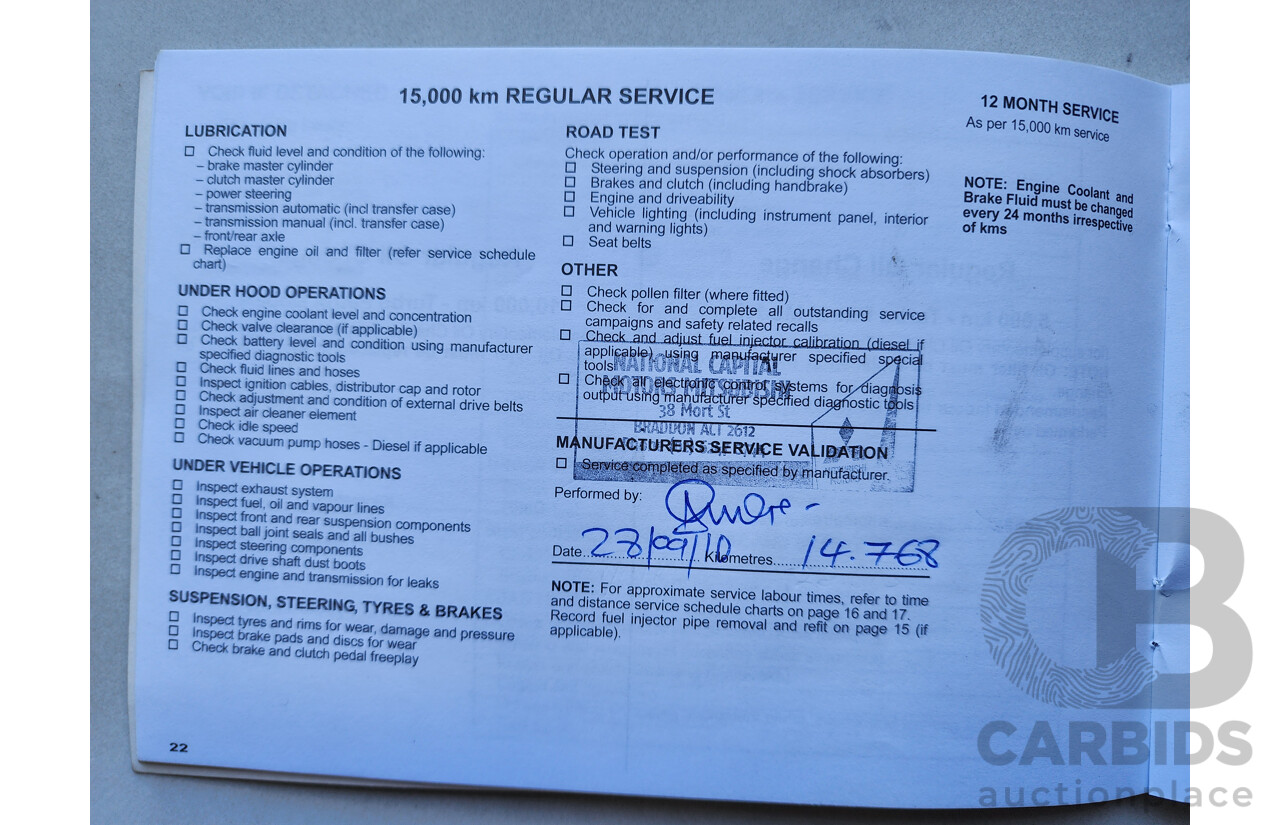 15,000 km REGULAR SERVICE
LUBRICATION
Check fluid level and condition of the following:
– brake master cylinder
– clutch master cylinder
– power steering
– transmission automatic (incl transfer case)
– transmission manual (incl. transfer case)
– front/rear axle
Replace engine oil and filter (refer service schedule
chart)
UNDER HOOD OPERATIONS
Check engine coolant level and concentration
Check valve clearance (if applicable)
Check battery level and condition using manufacturer
specified diagnostic tools
Check fluid lines and hoses
Inspect ignition cables, distributor cap and rotor
Check adjustment and condition of external drive belts
Inspect air cleaner element
Check idle speed
Check vacuum pump hoses - Diesel if applicable
UNDER VEHICLE OPERATIONS
Inspect exhaust system
Inspect fuel, oil and vapour lines
Inspect front and rear suspension components
Inspect ball joint seals and all bushes
Inspect steering components
Inspect drive shaft dust boots
Inspect engine and transmission for leaks
SUSPENSION, STEERING, TYRES & BRAKES
Inspect tyres and rims for wear, damage and pressure
Inspect brake pads and discs for wear
Check brake and clutch pedal freeplay
22
ROAD TEST
Check operation and/or performance of the following:
Steering and suspension (including shock absorbers)
Brakes and clutch (including handbrake)
Engine and driveability
Vehicle lighting (including instrument panel, interior
and warning lights)
Seat belts
OTHER
Check pollen filter (where fitted)
Check for and complete all outstanding service
campaigns and safety related recalls
Check and adjust fuel injector calibration (diesel if
applicable) using manufacturer specified special
tools
Check all electronic control systems for diagnosis
output using manufacturer specified diagnostic tools
NATIONAL CAPITAL
MOTORS MITSUBISHI
38 Mort St
BRADDON ACT 2612
MANUFACTURERS SERVICE VALIDATION
Service completed as specified by manufacturer.
Performed by:
Date 23/09/10 Kilometres 14.768
NOTE: For approximate service labour times, refer to time
and distance service schedule charts on page 16 and 17.
Record fuel injector pipe removal and refit on page 15 (if
applicable).
12 MONTH SERVICE
As per 15,000 km service
NOTE: Engine Coolant and
Brake Fluid must be changed
every 24 months irrespective
of kms
CB
CARBIDS
auctionplace